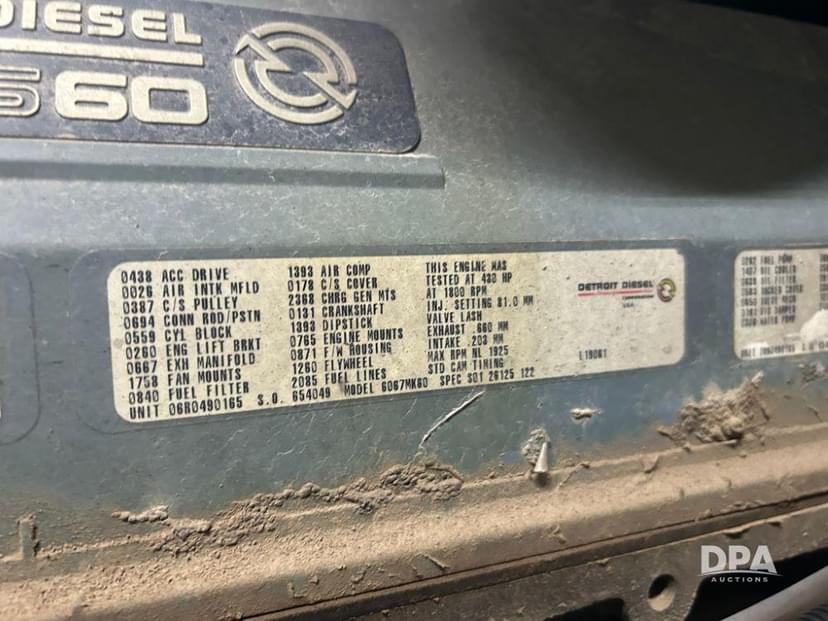 DIESEL
S60
0438 ACC DRIVE
0026 AIR INTK MFLD
0387 C/S PULLEY
0694 CONN ROD/PSTN
0559 CYL BLOCK
0260 ENG LIFT BRKT
0667 EXH MANIFOLD
1758 FAN MOUNTS
0840 FUEL FILTER
1393 AIR COMP
0178 C/S COVER
2368 CHRG GEN MTS
0131 CRANKSHAFT
1393 DIPSTICK
0765 ENGINE MOUNTS
0871 F/W HOUSING
1260 FLYWHEEL
2085 FUEL LINES
THIS ENGINE WAS
TESTED AT 430 HP
AT 1800 RPM
INJ. SETTING 81.0 MM
VALVE LASH
EXHAUST .660 MM
INTAKE .203 MM
MAX RPM NL 1925
STD CAM TIMING
UNIT 06R0490165 S.O. 654049 MODEL 6067MK60 SPEC S01 26125 122
DETROIT DIESEL
CORPORATION
USA
L19061
DPA
AUCTIONS